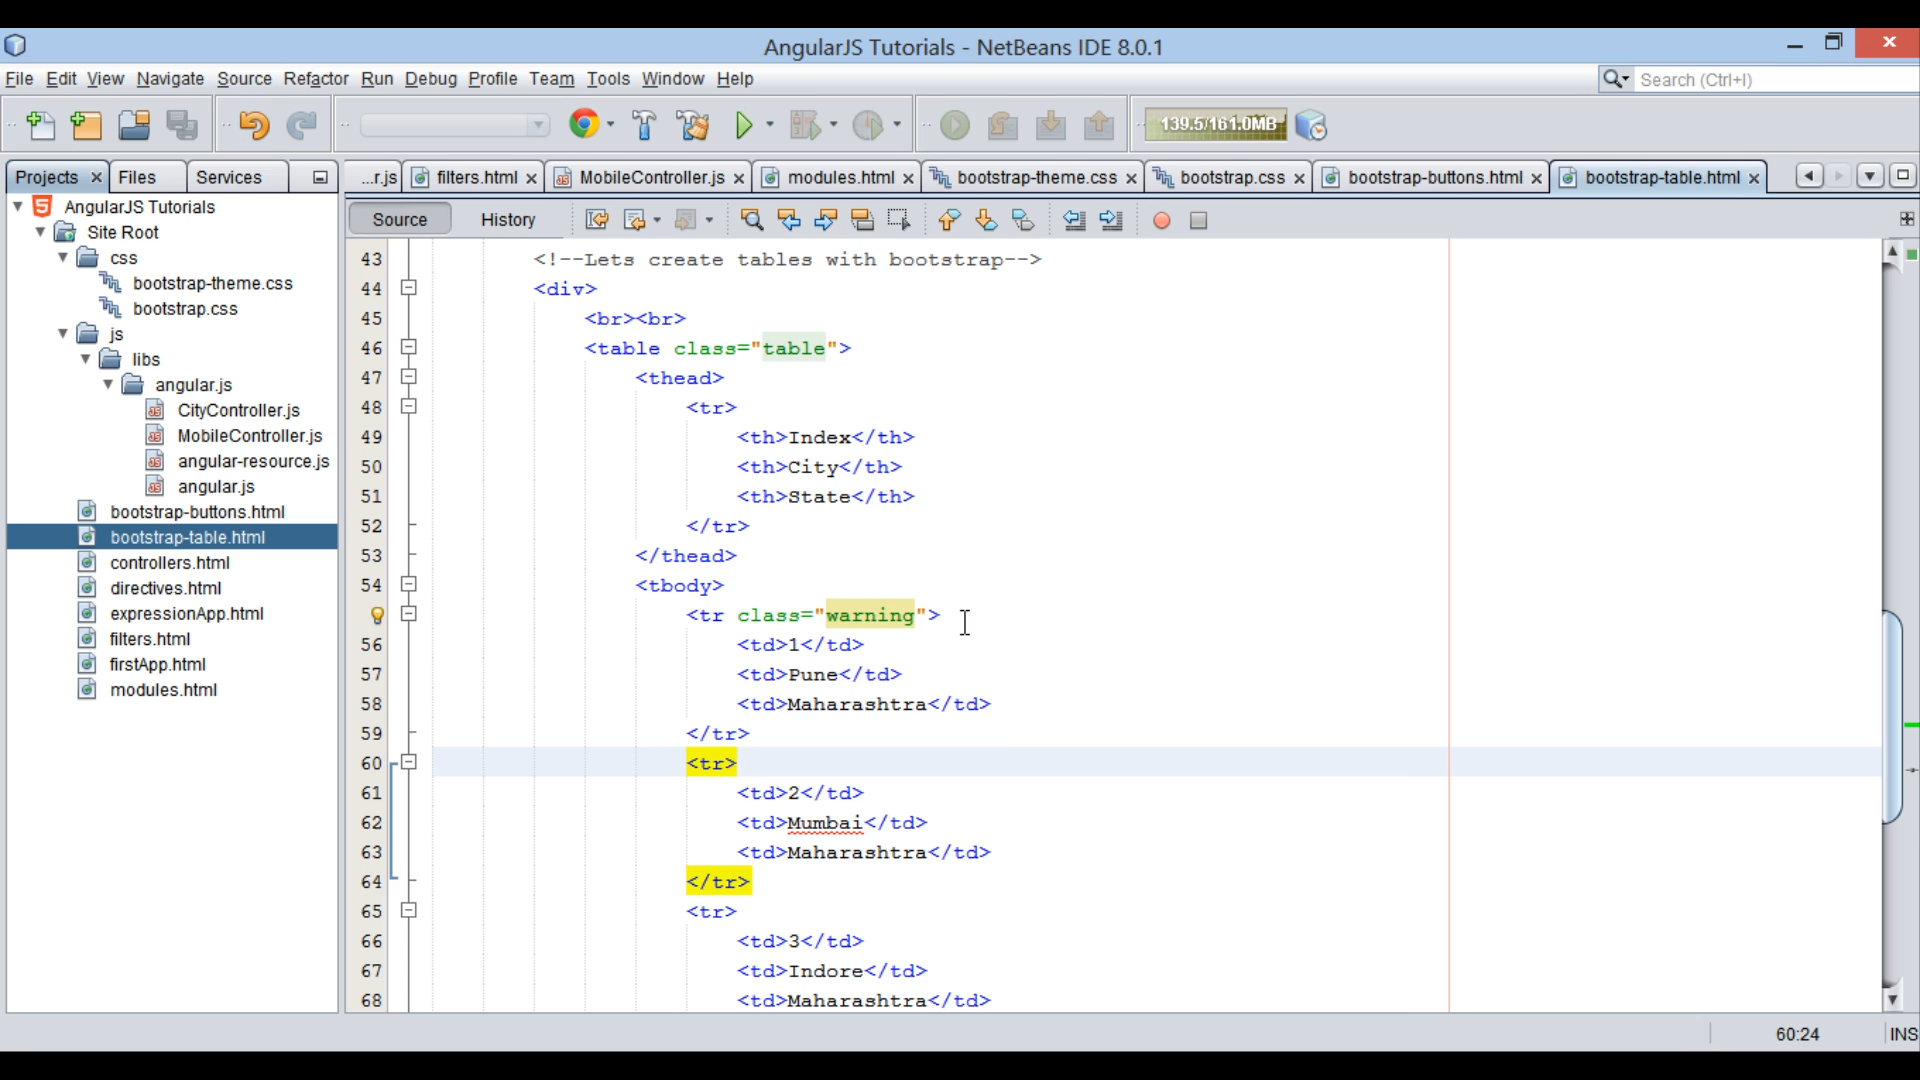 AngularJS Tutorials - NetBeans IDE 8.0.1
File Edit View Navigate Source Refactor Run Debug Profile Team Tools Window Help
Search (Ctrl+I)
139.5/161.0MB
Projects Files Services
...r.js filters.html MobileController.js modules.html bootstrap-theme.css bootstrap.css bootstrap-buttons.html bootstrap-table.html
Source History
AngularJS Tutorials
Site Root
css
bootstrap-theme.css
bootstrap.css
js
libs
angular.js
CityController.js
MobileController.js
angular-resource.js
angular.js
bootstrap-buttons.html
bootstrap-table.html
controllers.html
directives.html
expressionApp.html
filters.html
firstApp.html
modules.html
43 <!--Lets create tables with bootstrap-->
44 <div>
45 <br><br>
46 <table class="table">
47 <thead>
48 <tr>
49 <th>Index</th>
50 <th>City</th>
51 <th>State</th>
52 </tr>
53 </thead>
54 <tbody>
<tr class="warning">
56 <td>1</td>
57 <td>Pune</td>
58 <td>Maharashtra</td>
59 </tr>
60 <tr>
61 <td>2</td>
62 <td>Mumbai</td>
63 <td>Maharashtra</td>
64 </tr>
65 <tr>
66 <td>3</td>
67 <td>Indore</td>
68 <td>Maharashtra</td>
60:24 INS